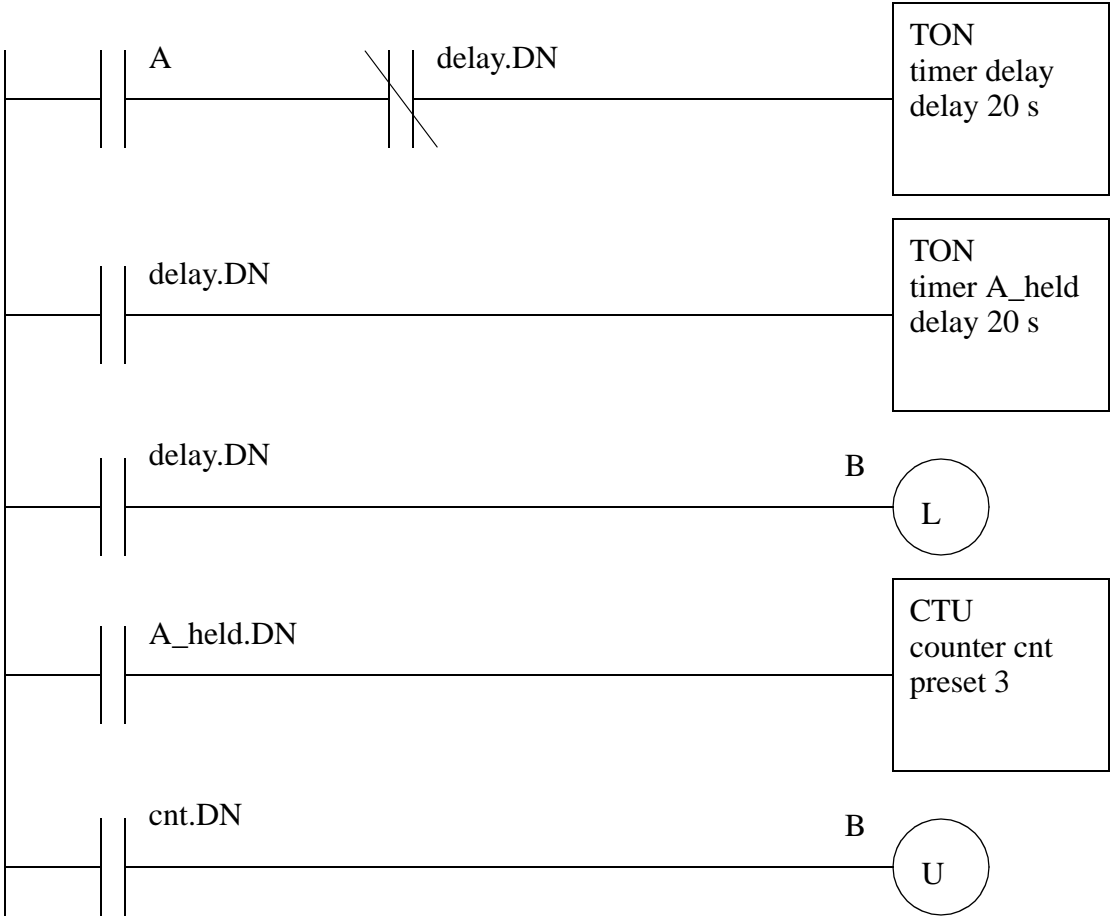 A
delay.DN
TON
timer delay
delay 20 s
delay.DN
TON
timer A_held
delay 20 s
delay.DN
B
L
A_held.DN
CTU
counter cnt
preset 3
cnt.DN
B
U